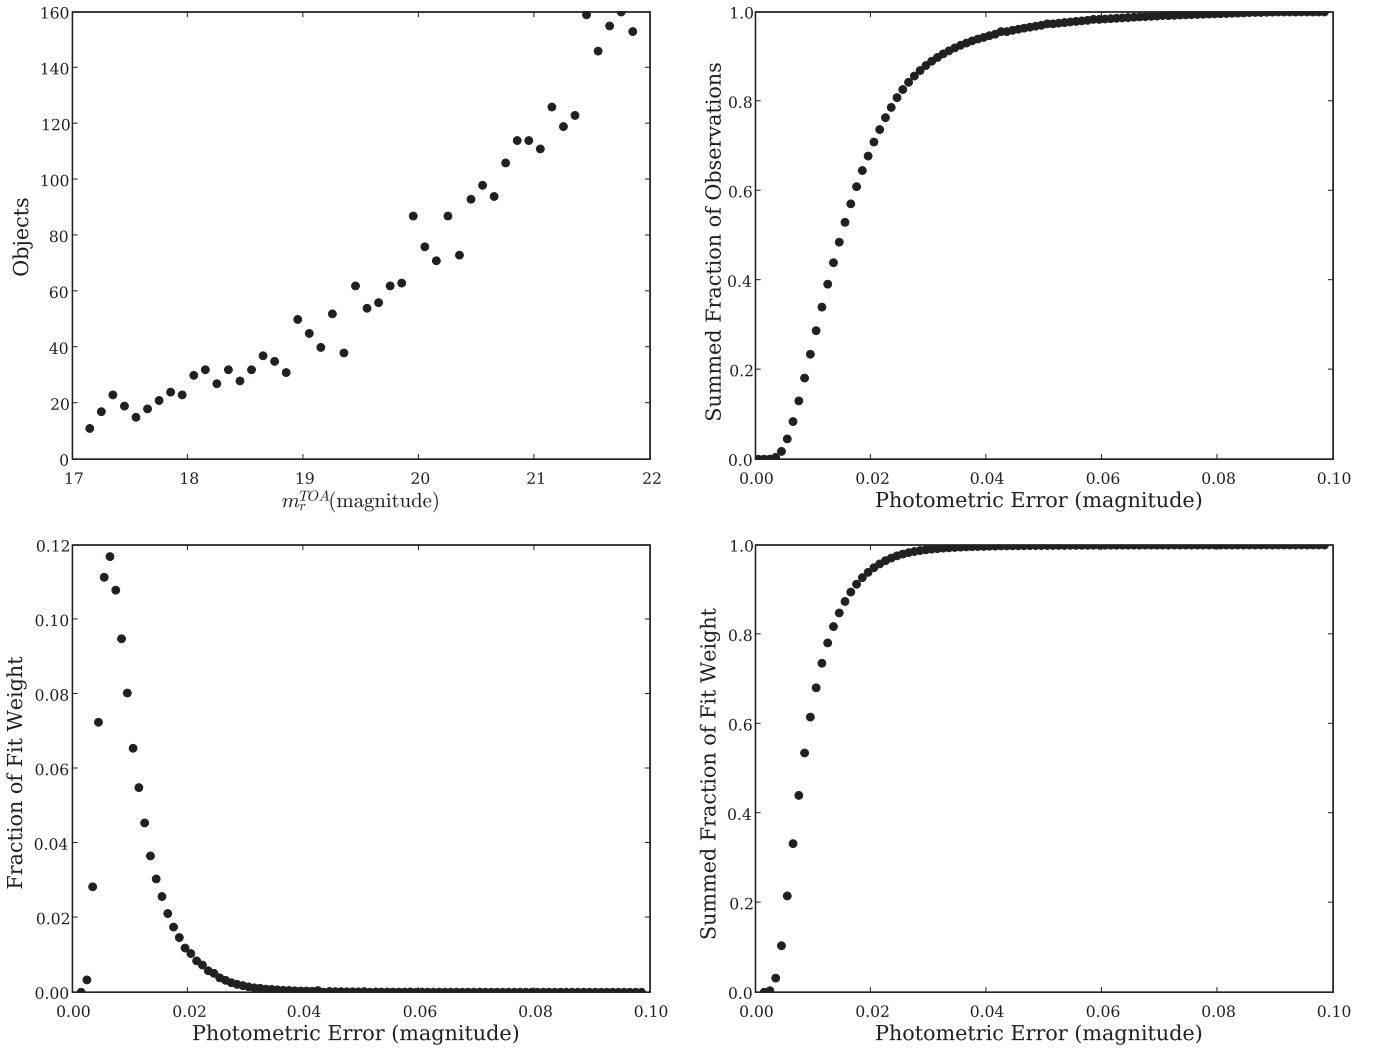 160
140
120
100
80
60
40
20
0
Objects
17 18 19 20 21 22
m_r^{TOA}(magnitude)
1.0
0.8
0.6
0.4
0.2
0.0
Summed Fraction of Observations
0.00 0.02 0.04 0.06 0.08 0.10
Photometric Error (magnitude)
0.12
0.10
0.08
0.06
0.04
0.02
0.00
Fraction of Fit Weight
0.00 0.02 0.04 0.06 0.08 0.10
Photometric Error (magnitude)
1.0
0.8
0.6
0.4
0.2
0.0
Summed Fraction of Fit Weight
0.00 0.02 0.04 0.06 0.08 0.10
Photometric Error (magnitude)